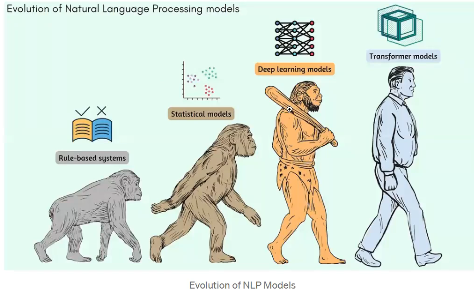 Evolution of Natural Language Processing models
Transformer models
Deep learning models
Statistical models
Rule-based systems
Evolution of NLP Models